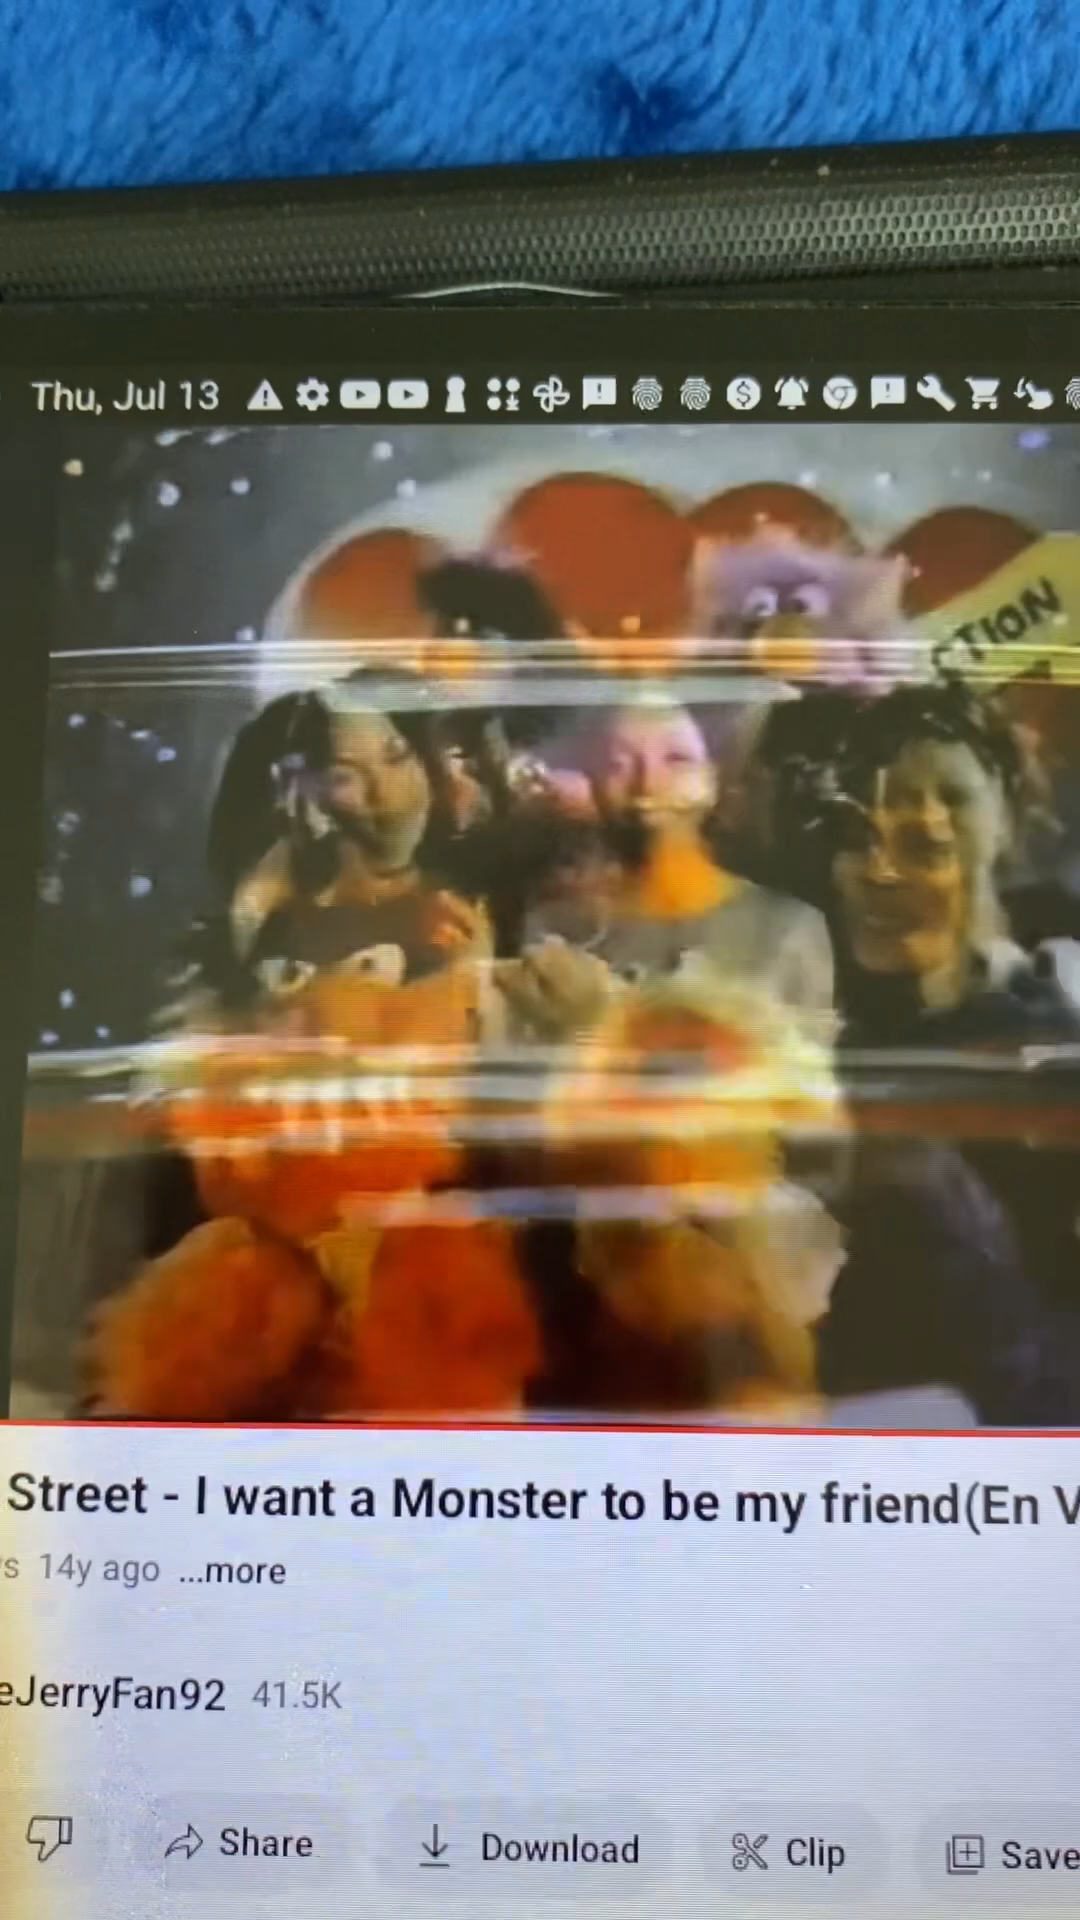 Thu, Jul 13
CTION
Street - I want a Monster to be my friend(En V
s 14y ago ...more
eJerryFan92 41.5K
Share Download Clip Save